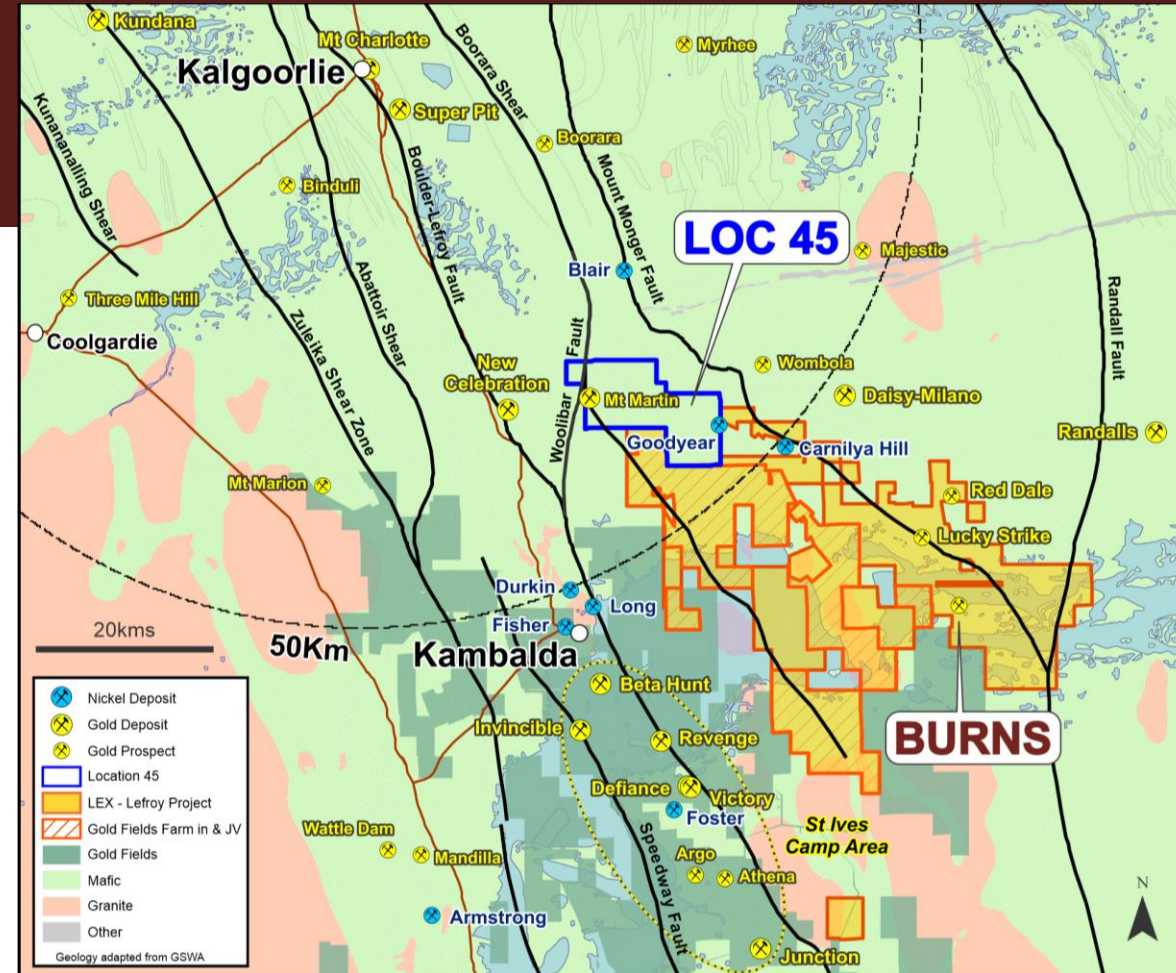 Kundana
Mt Charlotte
Kalgoorlie
Super Pit
Boorara Shear
Myrhee
Boorara
Kunanalling Shear
Binduli
Boulder-Lefroy Fault
Mount Monger Fault
LOC 45
Majestic
Blair
Three Mile Hill
Coolgardie
Abattoir Shear
Zuleika Shear Zone
Randall Fault
New
Celebration
Woolibar Fault
Mt Martin
Wombola
Daisy-Milano
Goodyear
Carnilya Hill
Randalls
Mt Marion
Red Dale
Lucky Strike
Durkin
Long
Fisher
20kms
50Km
Kambalda
Beta Hunt
BURNS
Invincible
Revenge
Defiance
Victory
Foster
St Ives
Camp Area
Wattle Dam
Mandilla
Speedway Fault
Argo
Athena
Armstrong
Junction
N
Nickel Deposit
Gold Deposit
Gold Prospect
Location 45
LEX - Lefroy Project
Gold Fields Farm in & JV
Gold Fields
Mafic
Granite
Other
Geology adapted from GSWA